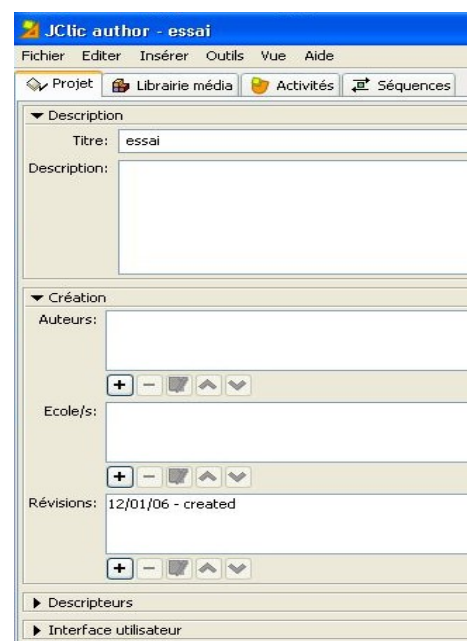 JClic author - essai
Fichier Editer Insérer Outils Vue Aide
Projet Librairie média Activités Séquences
Description
Titre: essai
Description:
Création
Auteurs:
Ecole/s:
Révisions: 12/01/06 - created
Descripteurs
Interface utilisateur